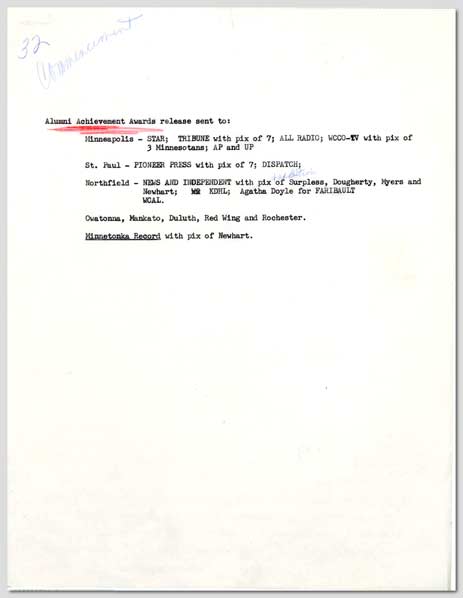 32
Commencement
Alumni Achievement Awards release sent to:
Minneapolis - STAR; TRIBUNE with pix of 7; ALL RADIO; WCCO-TV with pix of
3 Minnesotans; AP and UP
St. Paul - PIONEER PRESS with pix of 7; DISPATCH;
Northfield - NEWS AND INDEPENDENT with pix of Surpless, Dougherty, Myers and
Newhart; KDHL; Agatha Doyle for FARIBAULT
WCAL.
Owatonna, Mankato, Duluth, Red Wing and Rochester.
Minnetonka Record with pix of Newhart.